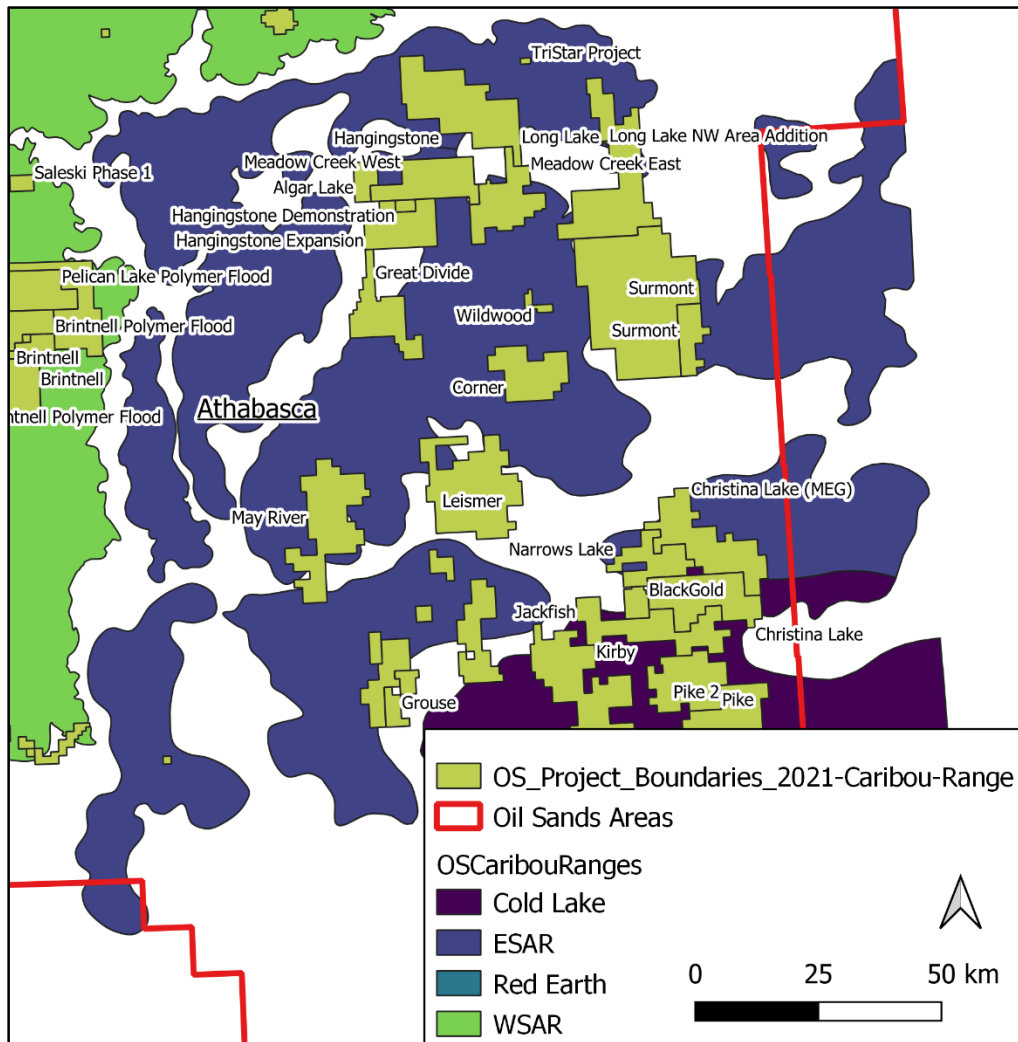 TriStar Project
Hangingstone
Long Lake
Long Lake NW Area Addition
Meadow Creek West
Meadow Creek East
Saleski Phase 1
Algar Lake
Hangingstone Demonstration
Hangingstone Expansion
Pelican Lake Polymer Flood
Great Divide
Surmont
Wildwood
Brintnell Polymer Flood
Surmont
Brintnell
Brintnell
Corner
Athabasca
ntnell Polymer Flood
Christina Lake (MEG)
Leismer
May River
Narrows Lake
BlackGold
Jackfish
Christina Lake
Kirby
Pike 2
Pike
Grouse
OS_Project_Boundaries_2021-Caribou-Range
Oil Sands Areas
OSCaribouRanges
Cold Lake
ESAR
Red Earth
WSAR
0 25 50 km